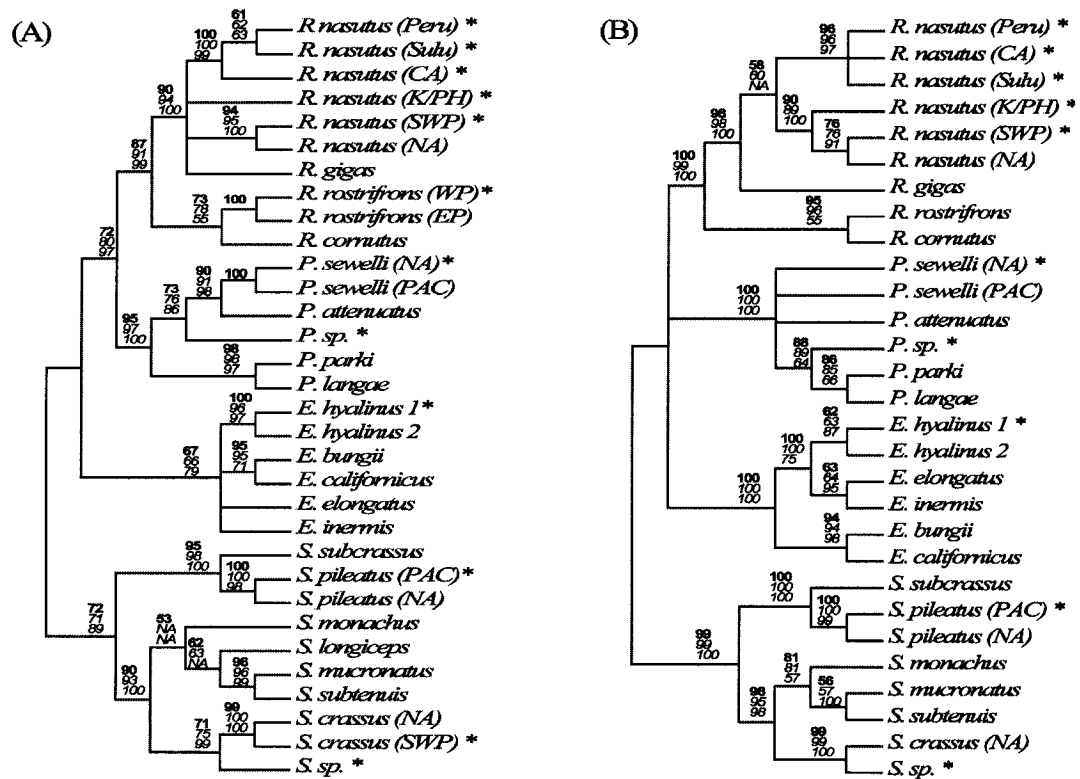 (A)
61
62
63
R nasutus (Peru) *
100
100
99
R. nasutus (Sulu) *
R. nasutus (CA) *
90
94
100
R. nasutus (K/PH) *
94
95
100
R. nasutus (SWP) *
R. nasutus (NA)
87
91
99
R. gigas
73
78
55
100
R. rostrifrons (WP) *
R. rostrifrons (EP)
R. cornutus
72
80
97
90
91
98
100
P. sewelli (NA) *
P. sewelli (PAC)
73
76
86
P. attenuatus
95
97
100
P. sp. *
98
96
97
P. parki
P. langae
100
96
97
E. hyalinus 1 *
E. hyalinus 2
67
66
79
95
95
71
E. bungii
E. californicus
E. elongatus
E. inermis
95
98
100
S. subcrassus
100
100
98
S. pileatus (PAC) *
S. pileatus (NA)
72
71
89
53
NA
NA
S. monachus
62
63
NA
S. longiceps
96
96
99
S. mucronatus
S. subtenuis
90
93
100
99
100
100
S. crassus (NA)
71
75
99
S. crassus (SWP) *
S. sp. *
(B)
96
96
97
R. nasutus (Peru) *
R. nasutus (CA) *
R. nasutus (Sulu) *
58
60
NA
90
89
100
R. nasutus (K/PH) *
76
76
91
R. nasutus (SWP) *
R. nasutus (NA)
98
98
100
R. gigas
100
99
100
95
96
55
R. rostrifrons
R. cornutus
P. sewelli (NA) *
100
100
100
P. sewelli (PAC)
P. attenuatus
88
89
64
P. sp. *
86
85
66
P. parki
P. langae
62
63
87
E. hyalinus 1 *
100
100
75
E. hyalinus 2
63
64
95
E. elongatus
E. inermis
100
100
100
94
94
98
E. bungii
E. californicus
100
100
100
S. subcrassus
100
100
99
S. pileatus (PAC) *
S. pileatus (NA)
99
99
100
81
81
57
S. monachus
56
57
100
S. mucronatus
S. subtenuis
96
95
98
99
99
100
S. crassus (NA)
S. sp. *